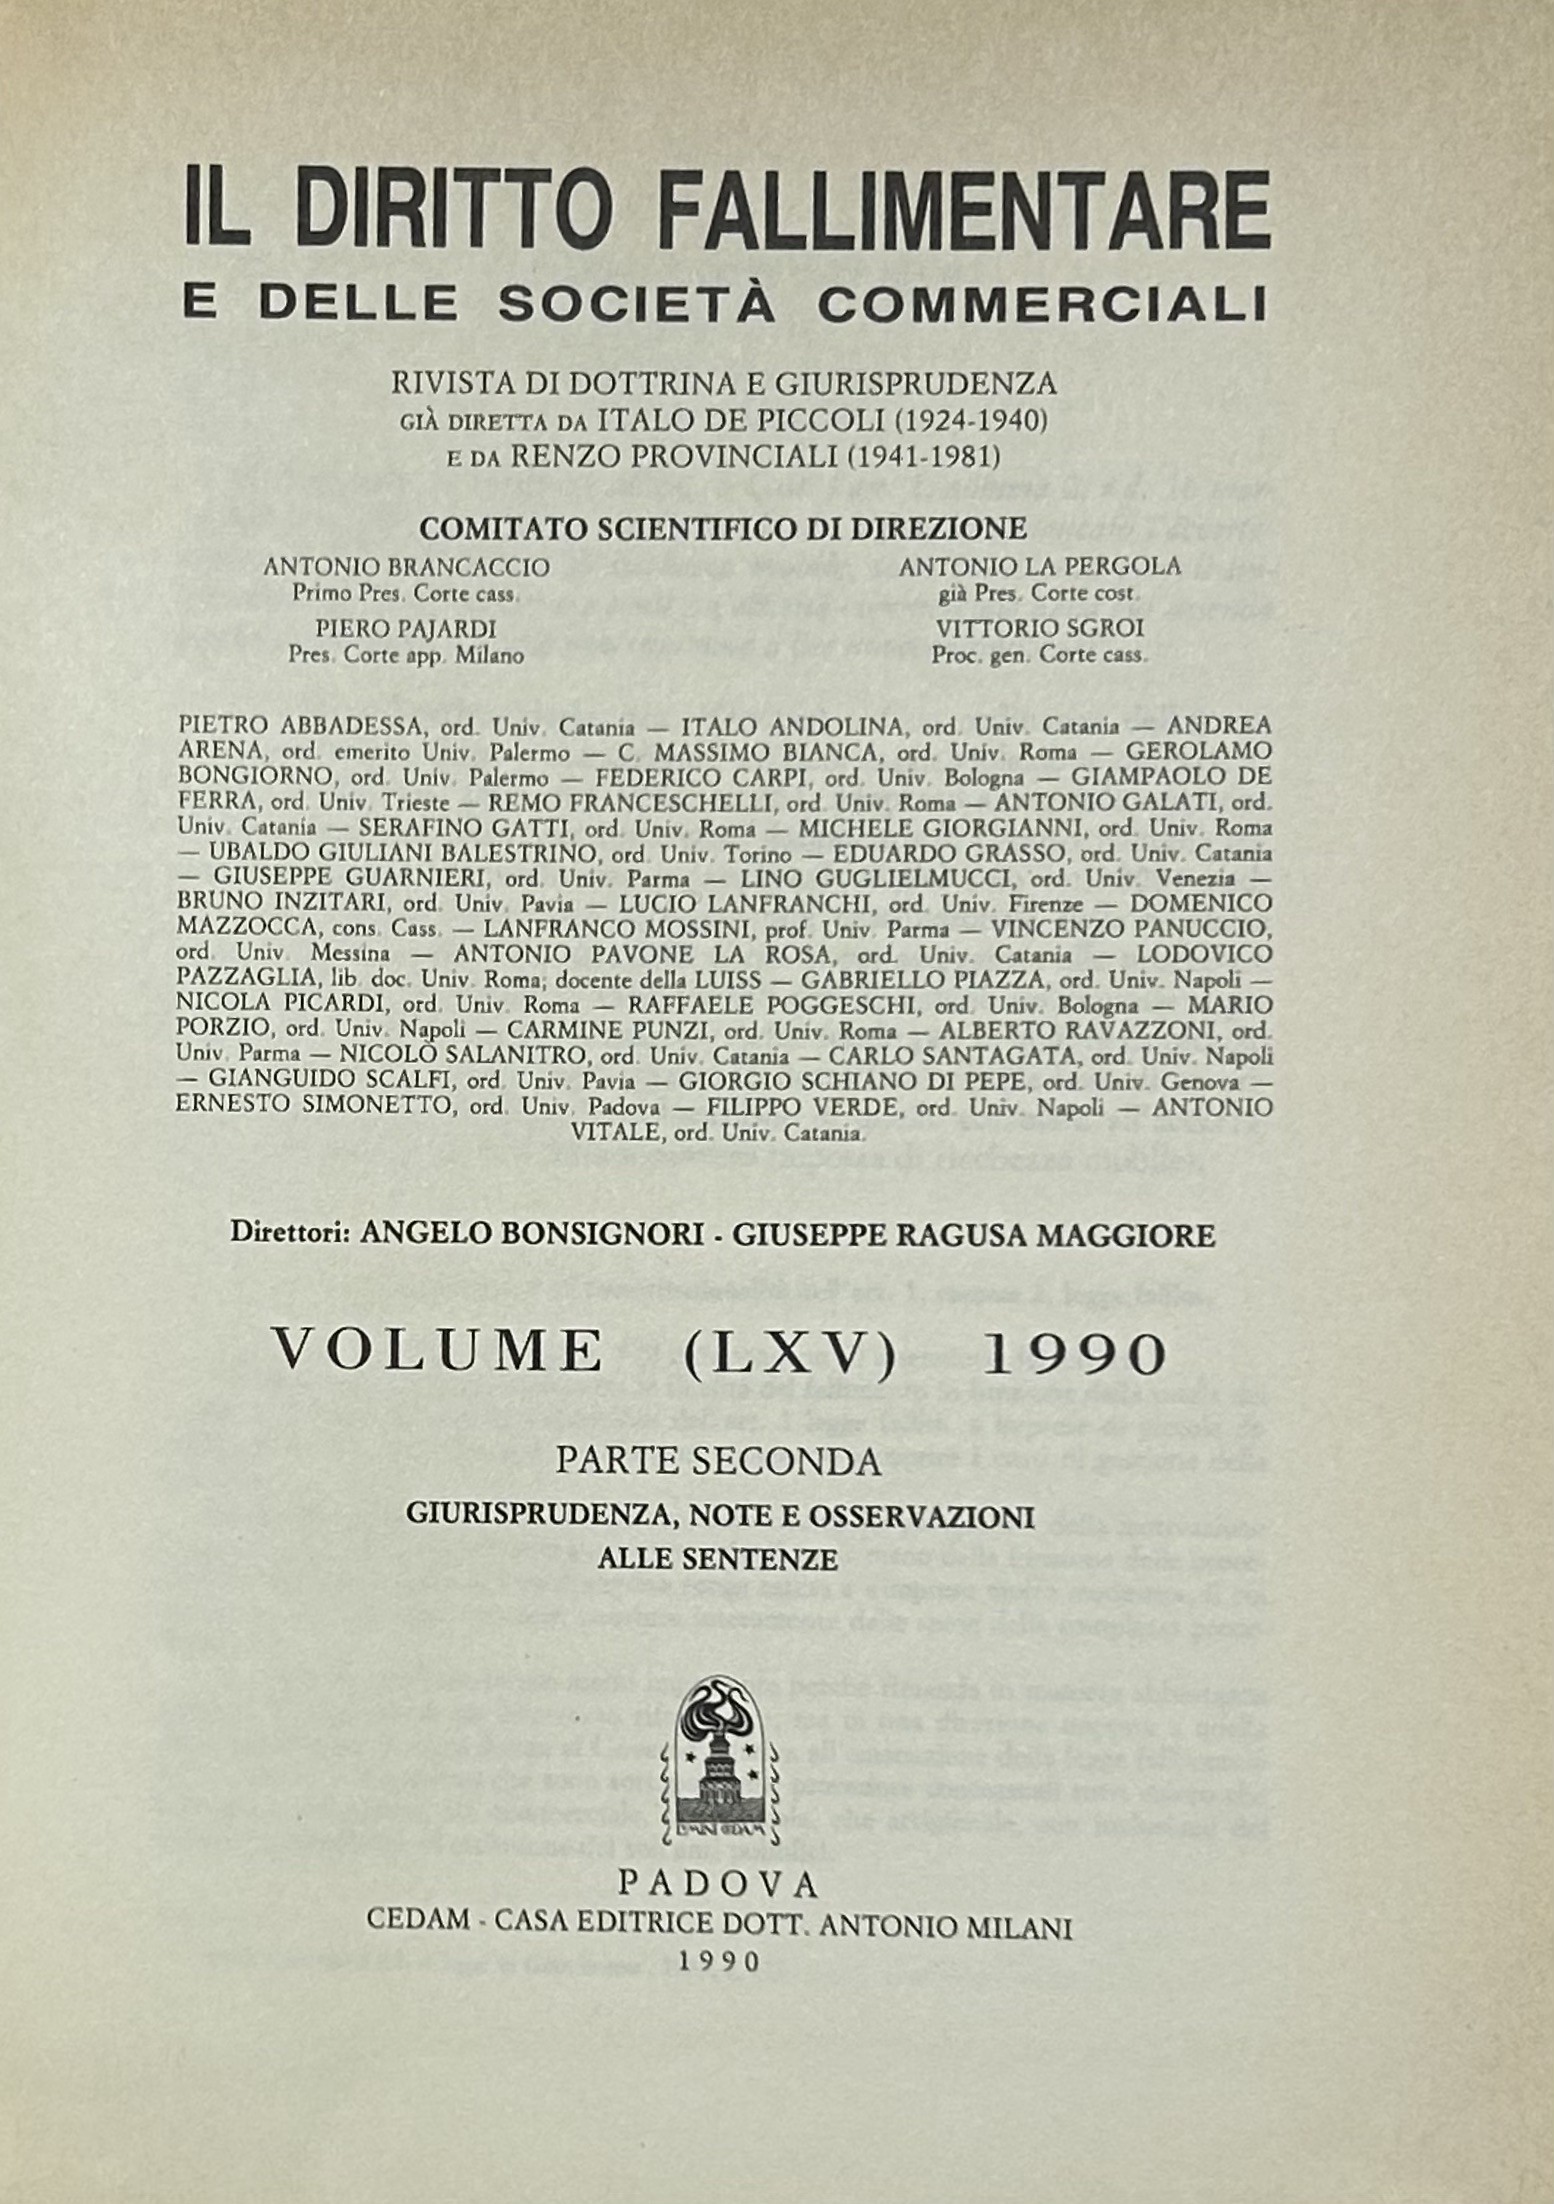 IL DIRITTO FALLIMENTARE
E DELLE SOCIETÀ COMMERCIALI
RIVISTA DI DOTTRINA E GIURISPRUDENZA
GIÀ DIRETTA DA ITALO DE PICCOLI (1924-1940)
E DA RENZO PROVINCIALI (1941-1981)
COMITATO SCIENTIFICO DI DIREZIONE
ANTONIO BRANCACCIO
Primo Pres. Corte cass.
ANTONIO LA PERGOLA
già Pres. Corte cost.
PIERO PAJARDI
Pres. Corte app. Milano
VITTORIO SGROI
Proc. gen. Corte cass.
PIETRO ABBADESSA, ord. Univ. Catania — ITALO ANDOLINA, ord. Univ. Catania — ANDREA
ARENA, ord. emerito Univ. Palermo — C. MASSIMO BIANCA, ord. Univ. Roma — GEROLAMO
BONGIORNO, ord. Univ. Palermo — FEDERICO CARPI, ord. Univ. Bologna — GIAMPAOLO DE
FERRA, ord. Univ. Trieste — REMO FRANCESCHELLI, ord. Univ. Roma — ANTONIO GALATI, ord.
Univ. Catania — SERAFINO GATTI, ord. Univ. Roma — MICHELE GIORGIANNI, ord. Univ. Roma
— UBALDO GIULIANI BALESTRINO, ord. Univ. Torino — EDUARDO GRASSO, ord. Univ. Catania
— GIUSEPPE GUARNIERI, ord. Univ. Parma — LINO GUGLIELMUCCI, ord. Univ. Venezia —
BRUNO INZITARI, ord. Univ. Pavia — LUCIO LANFRANCHI, ord. Univ. Firenze — DOMENICO
MAZZOCCA, cons. Cass. — LANFRANCO MOSSINI, prof. Univ. Parma — VINCENZO PANUCCIO,
ord. Univ. Messina — ANTONIO PAVONE LA ROSA, ord. Univ. Catania — LODOVICO
PAZZAGLIA, lib. doc. Univ. Roma; docente della LUISS — GABRIELLO PIAZZA, ord. Univ. Napoli —
NICOLA PICARDI, ord. Univ. Roma — RAFFAELE POGGESCHI, ord. Univ. Bologna — MARIO
PORZIO, ord. Univ. Napoli — CARMINE PUNZI, ord. Univ. Roma — ALBERTO RAVAZZONI, ord.
Univ. Parma — NICOLÒ SALANITRO, ord. Univ. Catania — CARLO SANTAGATA, ord. Univ. Napoli
— GIANGUIDO SCALFI, ord. Univ. Pavia — GIORGIO SCHIANO DI PEPE, ord. Univ. Genova —
ERNESTO SIMONETTO, ord. Univ. Padova — FILIPPO VERDE, ord. Univ. Napoli — ANTONIO
VITALE, ord. Univ. Catania.
Direttori: ANGELO BONSIGNORI - GIUSEPPE RAGUSA MAGGIORE
VOLUME (LXV) 1990
PARTE SECONDA
GIURISPRUDENZA, NOTE E OSSERVAZIONI
ALLE SENTENZE
PADOVA
CEDAM - CASA EDITRICE DOTT. ANTONIO MILANI
1990